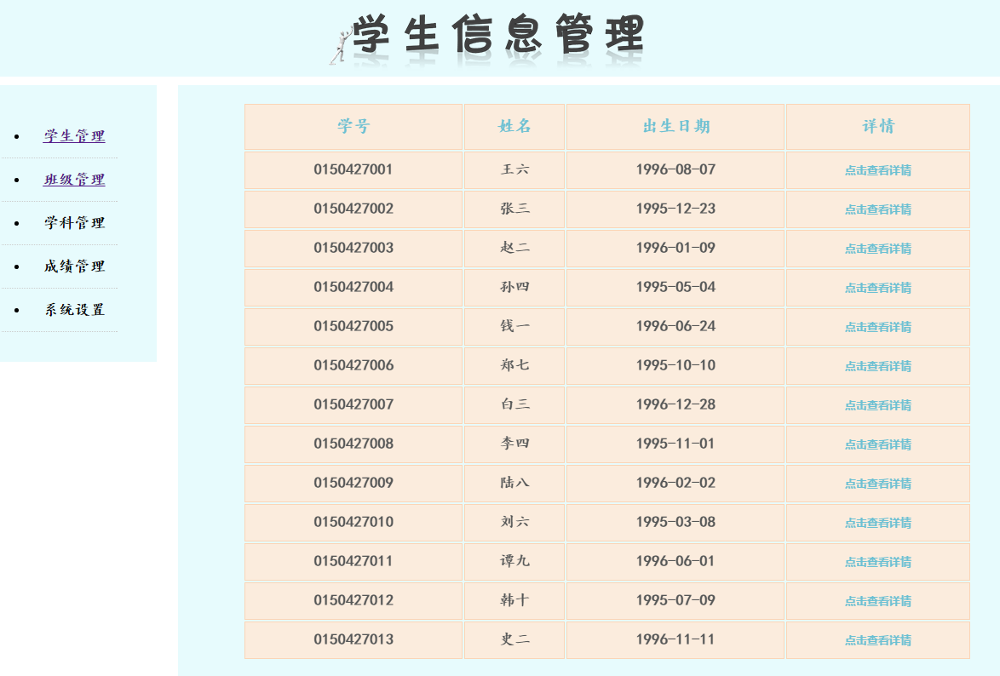 学生信息管理
学生管理
班级管理
学科管理
成绩管理
系统设置
学号 姓名 出生日期 详情
0150427001 王六 1996-08-07 点击查看详情
0150427002 张三 1995-12-23 点击查看详情
0150427003 赵二 1996-01-09 点击查看详情
0150427004 孙四 1995-05-04 点击查看详情
0150427005 钱一 1996-06-24 点击查看详情
0150427006 郑七 1995-10-10 点击查看详情
0150427007 白三 1996-12-28 点击查看详情
0150427008 李四 1995-11-01 点击查看详情
0150427009 陆八 1996-02-02 点击查看详情
0150427010 刘六 1995-03-08 点击查看详情
0150427011 谭九 1996-06-01 点击查看详情
0150427012 韩十 1995-07-09 点击查看详情
0150427013 史二 1996-11-11 点击查看详情